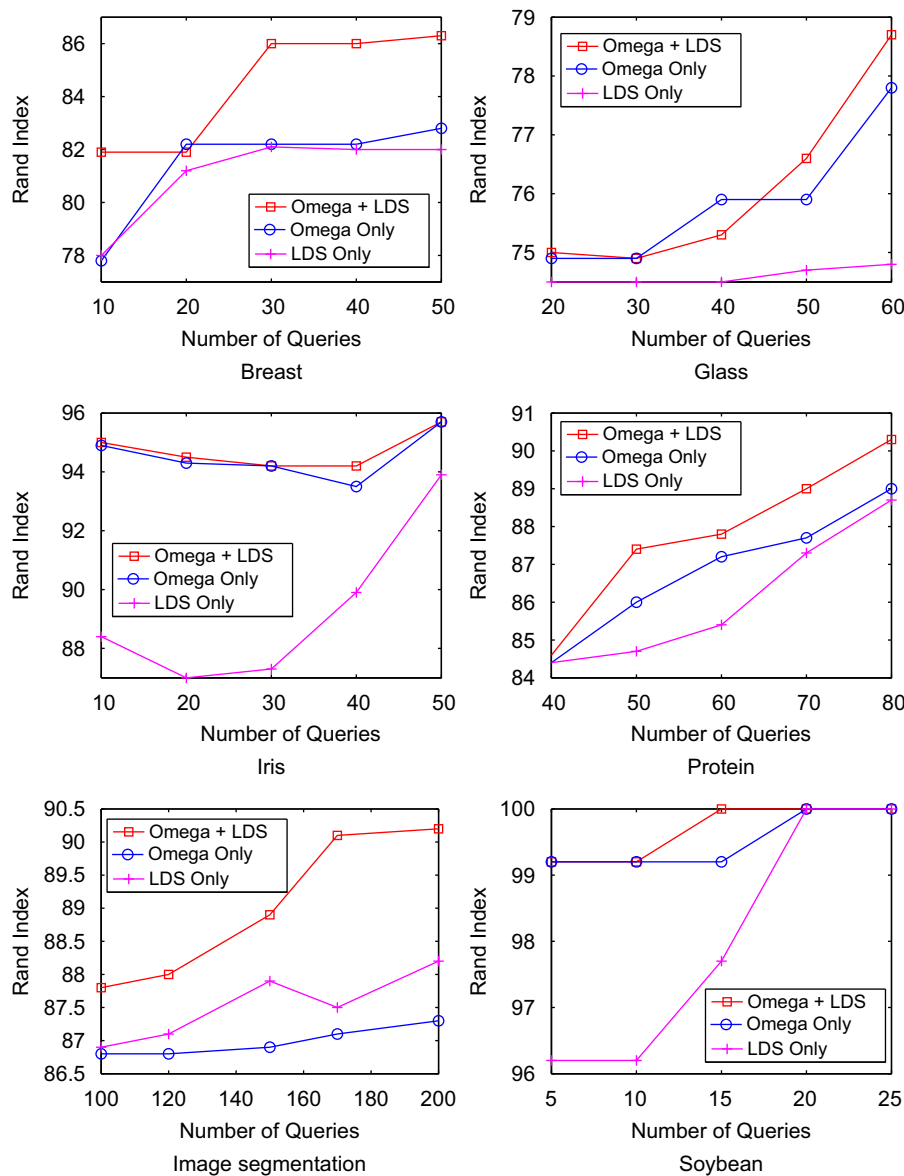 86
84
82
80
78
Rand Index
Omega + LDS
Omega Only
LDS Only
10 20 30 40 50
Number of Queries
Breast
79
78
77
76
75
Rand Index
Omega + LDS
Omega Only
LDS Only
20 30 40 50 60
Number of Queries
Glass
96
94
92
90
88
Rand Index
Omega + LDS
Omega Only
LDS Only
10 20 30 40 50
Number of Queries
Iris
91
90
89
88
87
86
85
84
Rand Index
Omega + LDS
Omega Only
LDS Only
40 50 60 70 80
Number of Queries
Protein
90.5
90
89.5
89
88.5
88
87.5
87
86.5
Rand Index
Omega + LDS
Omega Only
LDS Only
100 120 140 160 180 200
Number of Queries
Image segmentation
100
99
98
97
96
Rand Index
Omega + LDS
Omega Only
LDS Only
5 10 15 20 25
Number of Queries
Soybean